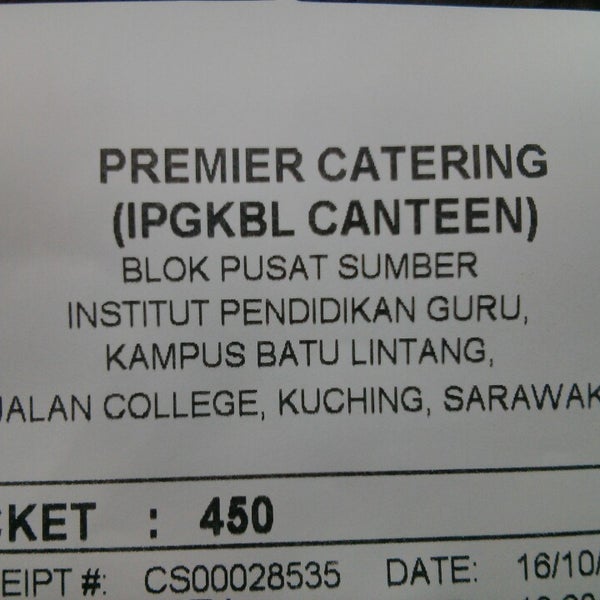 PREMIER CATERING
(IPGKBL CANTEEN)
BLOK PUSAT SUMBER
INSTITUT PENDIDIKAN GURU,
KAMPUS BATU LINTANG,
JALAN COLLEGE, KUCHING, SARAWAK
CKET : 450
EIPT #: CS00028535 DATE: 16/10/